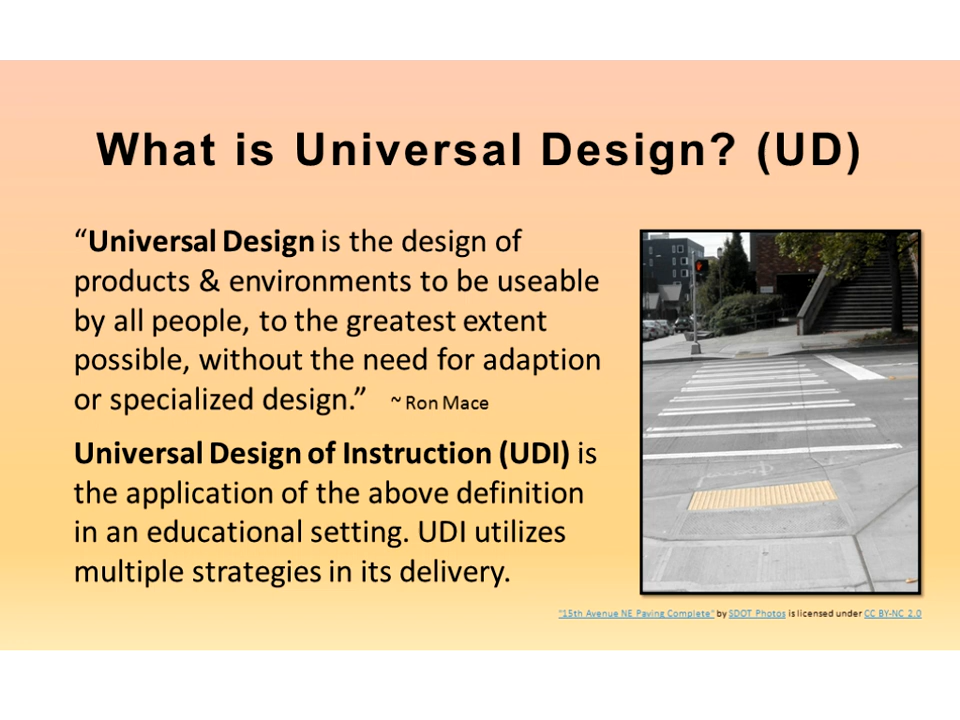 What is Universal Design? (UD)
“Universal Design is the design of
products & environments to be useable
by all people, to the greatest extent
possible, without the need for adaption
or specialized design.” ~ Ron Mace
Universal Design of Instruction (UDI) is
the application of the above definition
in an educational setting. UDI utilizes
multiple strategies in its delivery.
"15th Avenue NE Paving Complete" by SDOT Photos is licensed under CC BY-NC 2.0